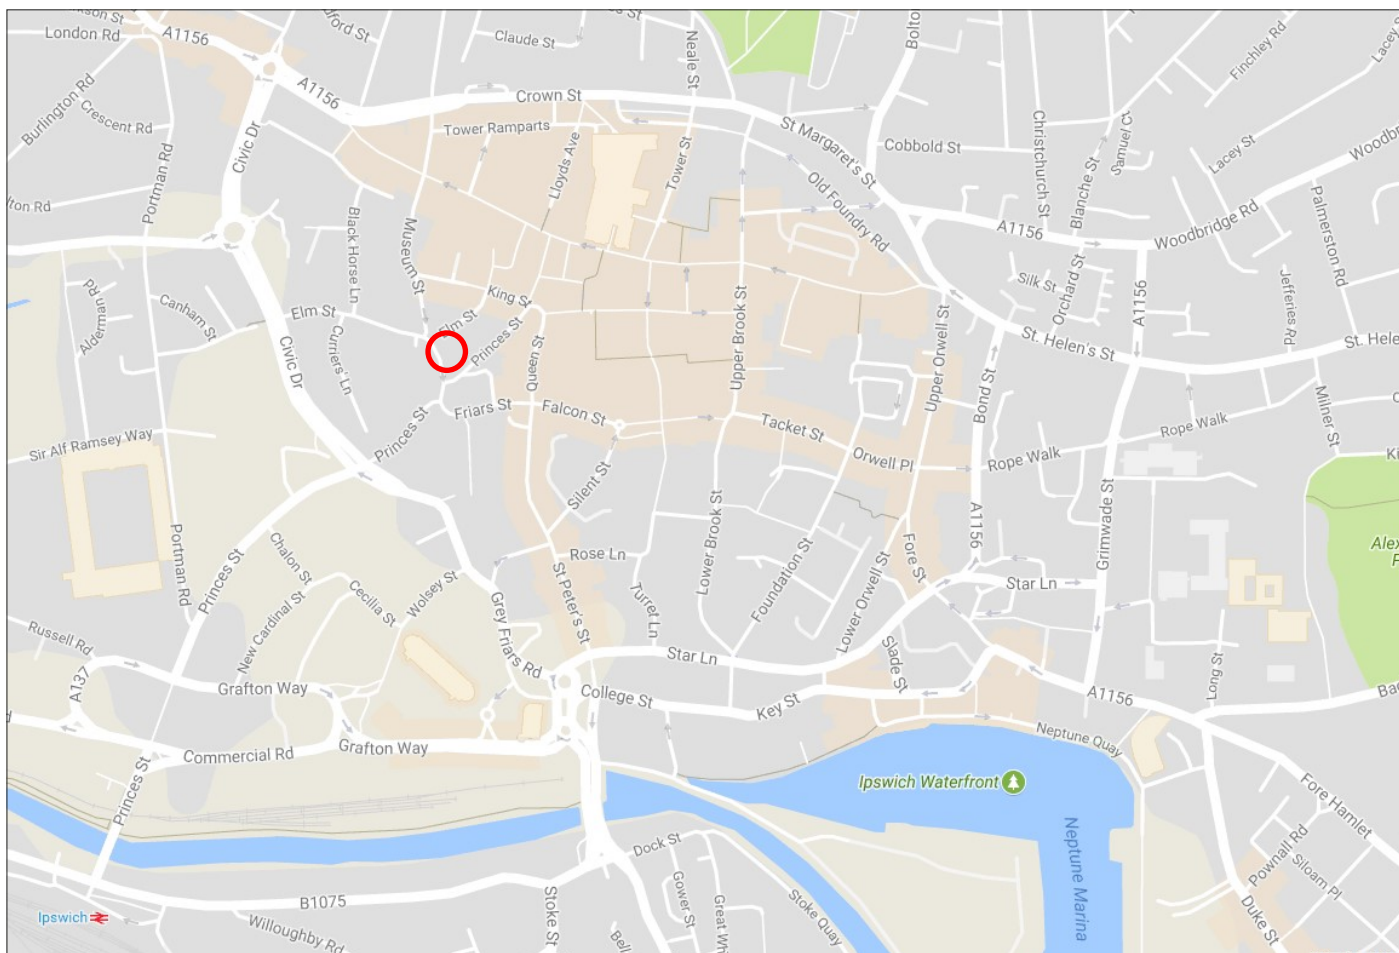 London Rd
A1156
Claude St
Neale St
Finchley Rd
Burlington Rd
Crescent Rd
Civic Dr
A1156
Crown St
Tower Ramparts
Lloyds Ave
Tower St
St Margaret's St
Cobbold St
Christchurch St
Samuel Ct
Blanche St
Lacey St
Portman Rd
Black Horse Ln
Museum St
Old Foundry Rd
A1156
Woodbridge Rd
Palmerston Rd
Alderman Rd
Canham St
Elm St
Curriers' Ln
Civic Dr
King St
Elm St
Princes St
Queen St
Upper Brook St
Upper Orwell St
Silk St
Orchard St
A1156
Jefferies Rd
St. Helen's St
Bond St
Milner St
Friars St
Falcon St
Tacket St
Orwell Pl
Princes St
Sir Alf Ramsey Way
Rope Walk
Rope Walk
Silent St
Portman Rd
Lower Brook St
A1156
Grimwade St
Princes St
Chalon St
Cecilia St
Wolsey St
Rose Ln
St Peter's St
Turret Ln
Foundation St
Lower Orwell St
Fore St
Star Ln
Russell Rd
New Cardinal St
Grey Friars Rd
Star Ln
Slade St
Long St
A137
Grafton Way
College St
Key St
A1156
Commercial Rd
Grafton Way
Neptune Quay
Princes St
Ipswich Waterfront
Fore Hamlet
Neptune Marina
Dock St
Pownall Rd
Siloam Pl
Gower St
B1075
Stoke St
Stoke Quay
Duke St
Ipswich
Willoughby Rd